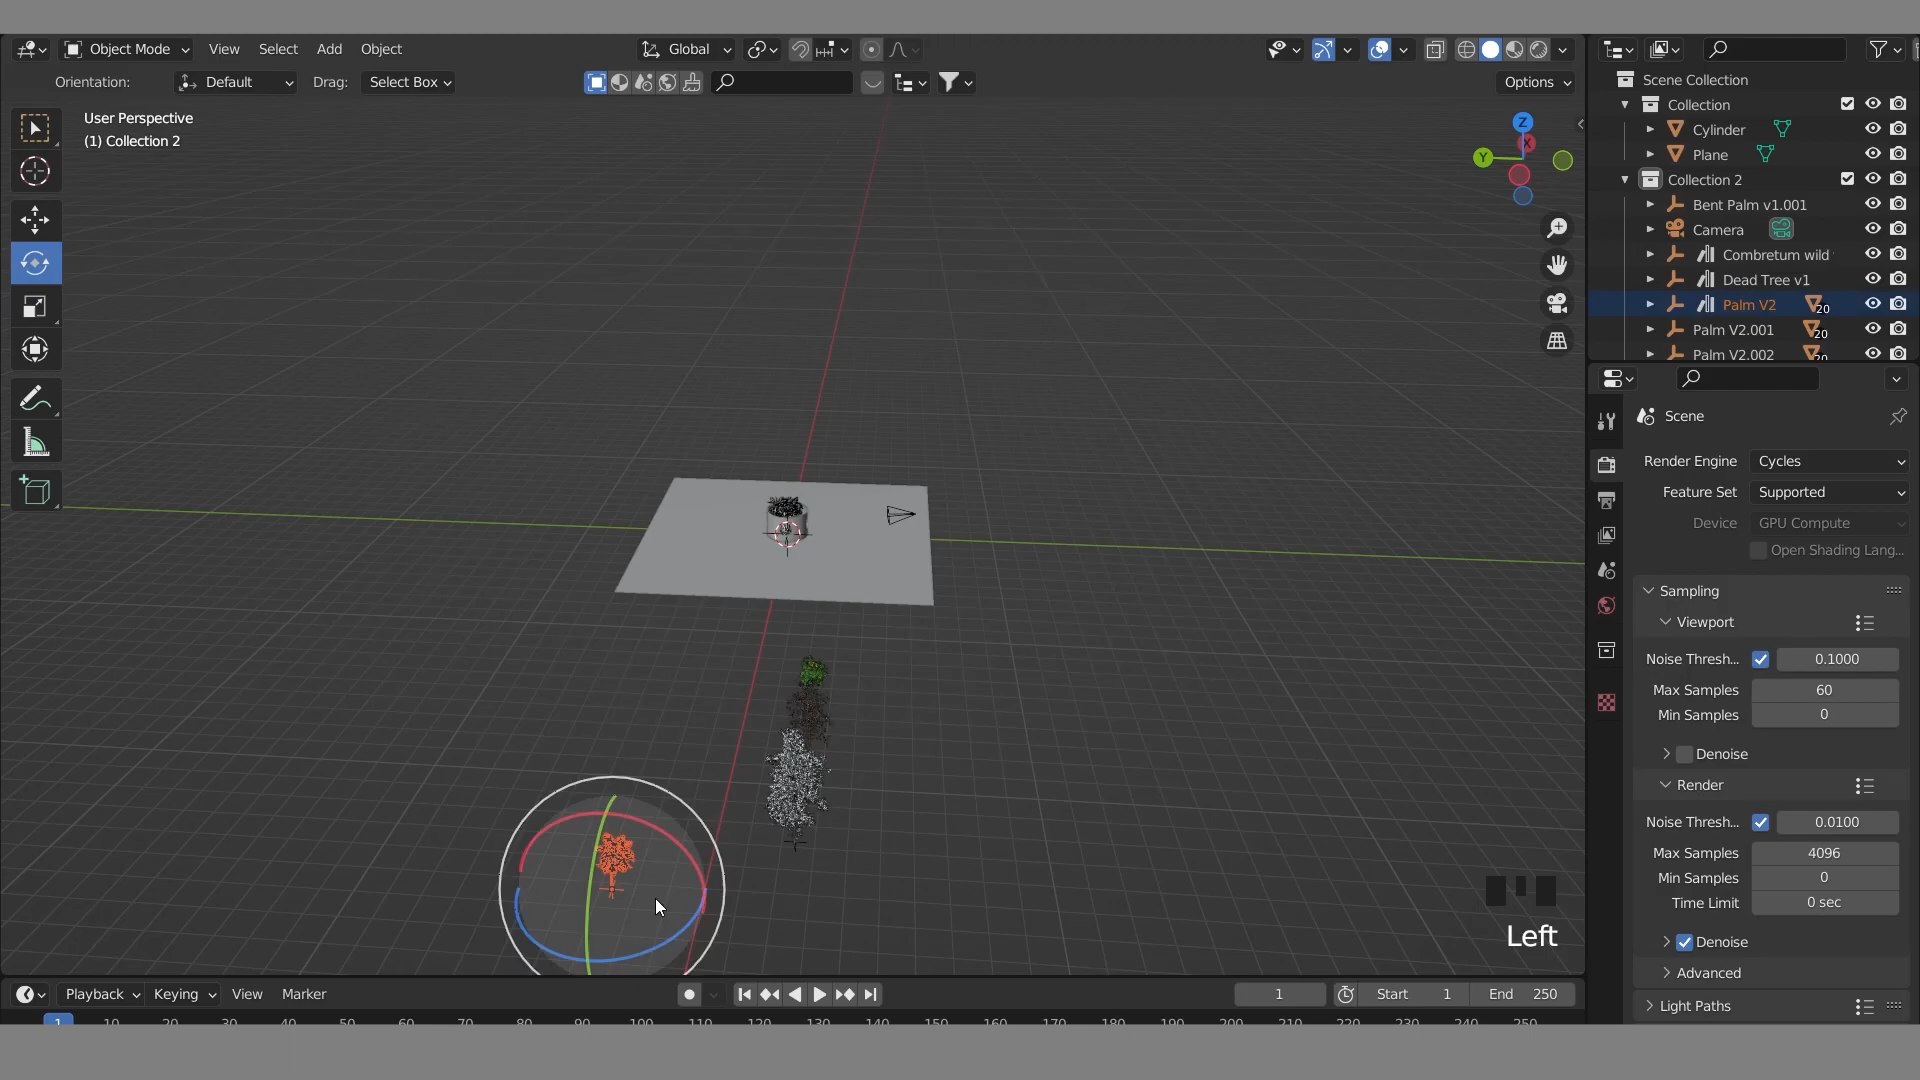 Object Mode View Select Add Object Global
Orientation: Default Drag: Select Box Options
User Perspective
(1) Collection 2
Z
X
Y
Scene Collection
Collection
Cylinder
Plane
Collection 2
Bent Palm v1.001
Camera
Combretum wild
Dead Tree v1
Palm V2 20
Palm V2.001 20
Palm V2.002 20
Scene
Render Engine Cycles
Feature Set Supported
Device GPU Compute
Open Shading Lang...
Sampling
Viewport
Noise Thresh... 0.1000
Max Samples 60
Min Samples 0
Denoise
Render
Noise Thresh... 0.0100
Max Samples 4096
Min Samples 0
Time Limit 0 sec
Denoise
Advanced
Light Paths
Left
Playback Keying View Marker 1 Start 1 End 250
1 10 20 30 40 50 60 70 80 90 100 110 120 130 140 150 160 170 180 190 200 210 220 230 240 250